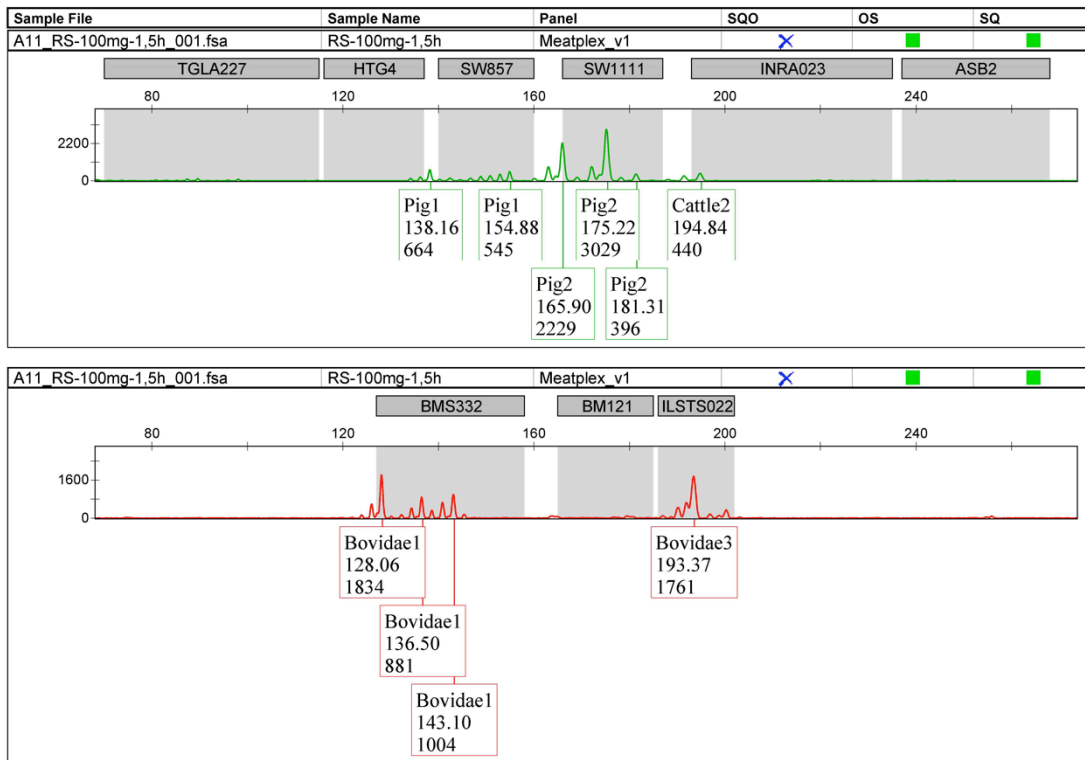 Sample File Sample Name Panel SQO OS SQ
A11_RS-100mg-1,5h_001.fsa RS-100mg-1,5h Meatplex_v1
TGLA227 HTG4 SW857 SW1111 INRA023 ASB2
80 120 160 200 240
2200
0
Pig1 Pig1 Pig2 Cattle2
138.16 154.88 175.22 194.84
664 545 3029 440
Pig2 Pig2
165.90 181.31
2229 396
A11_RS-100mg-1,5h_001.fsa RS-100mg-1,5h Meatplex_v1
BMS332 BM121 ILSTS022
80 120 160 200 240
1600
0
Bovidae1 Bovidae3
128.06 193.37
1834 1761
Bovidae1
136.50
881
Bovidae1
143.10
1004